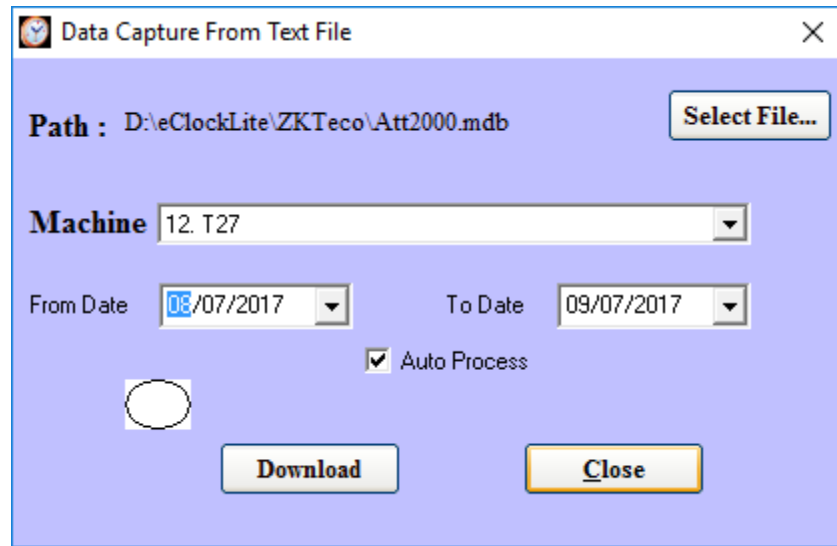 Data Capture From Text File
Path : D:\eClockLite\ZKTeco\Att2000.mdb Select File...
Machine 12. T27
From Date 08/07/2017 To Date 09/07/2017
Auto Process
Download Close